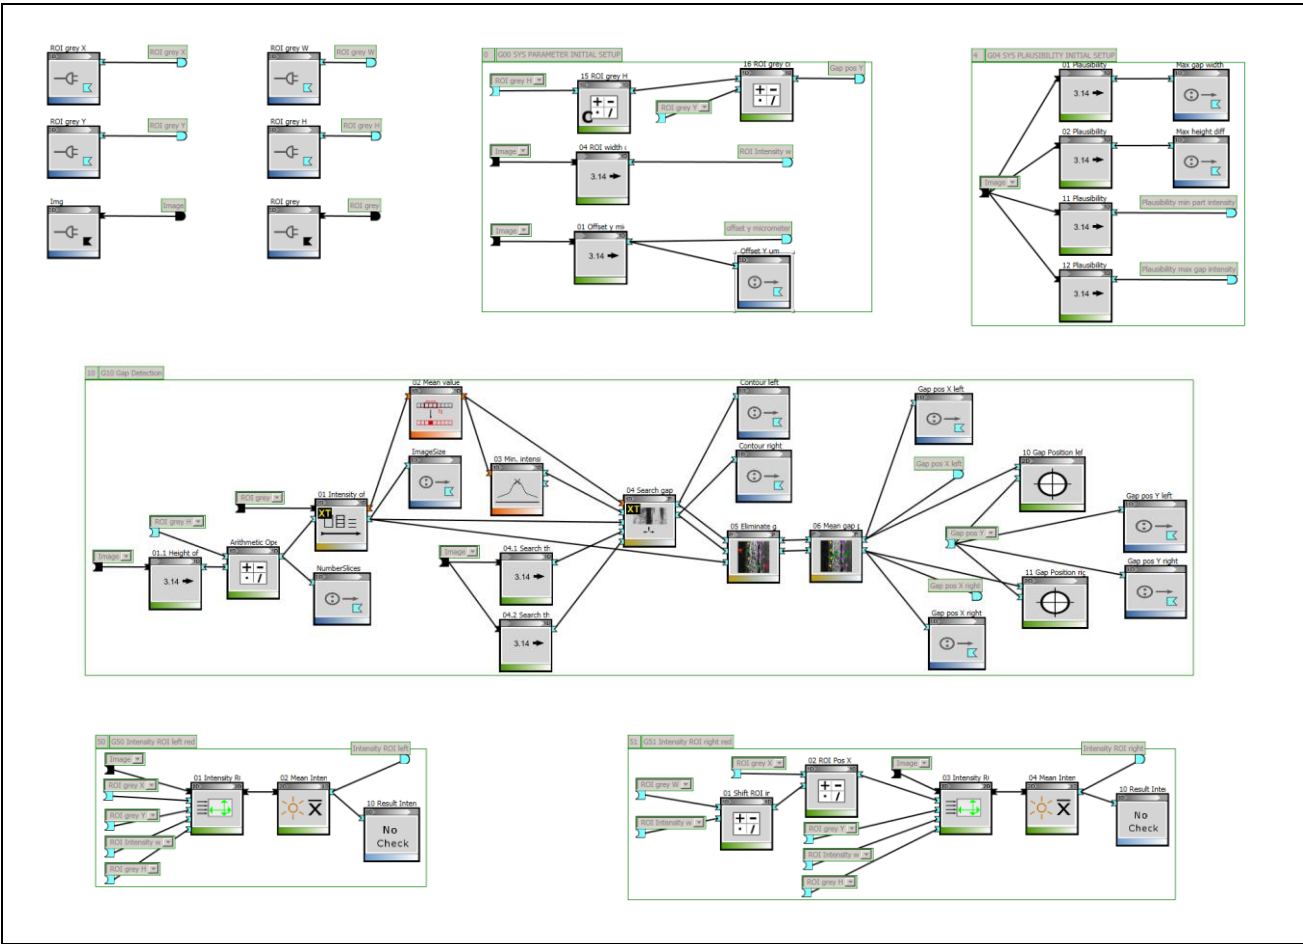 ROI grey X
ROI grey X
ROI grey W
ROI grey W
ROI grey Y
ROI grey Y
ROI grey H
ROI grey H
Img
Image
ROI grey
ROI grey
G00 SYS PARAMETER INITIAL SETUP
ROI grey H
15 ROI grey H
C
+ -
· /
ROI grey Y
16 ROI grey
+ -
· /
Gap pos Y
Image
04 ROI width
3.14
ROI Intensity w
Image
01 Offset y mi
3.14
offset y micrometer
Offset Y um
4 G04 SYS PLAUSIBILITY INITIAL SETUP
Image
01 Plausibility
3.14
Max gap width
02 Plausibility
3.14
Max height diff
11 Plausibility
3.14
Plausibility min part intensity
12 Plausibility
3.14
Plausibility max gap intensity
10 G10 Gap Detection
Image
01.1 Height of
3.14
ROI grey H
Arithmetic Ope
+ -
· /
ROI grey
01 Intensity of
XT
NumberSlices
02 Mean value
ImageSize
03 Min. intensi
Image
04.1 Search th
3.14
04.2 Search th
3.14
04 Search gap
XT
Contour left
Contour right
05 Eliminate g
06 Mean gap
Gap pos X left
Gap pos X left
Gap pos Y
Gap pos X right
Gap pos X right
10 Gap Position lef
11 Gap Position ric
Gap pos Y left
Gap pos Y right
50 G50 Intensity ROI left red
Image
ROI grey X
ROI grey Y
ROI Intensity w
ROI grey H
01 Intensity R
02 Mean Inten
X
Intensity ROI left
10 Result Inten
No
Check
51 G51 Intensity ROI right red
ROI grey W
ROI Intensity w
01 Shift ROI ir
+ -
· /
ROI grey X
02 ROI Pos X
+ -
· /
Image
ROI grey Y
ROI Intensity w
ROI grey H
03 Intensity R
04 Mean Inten
X
Intensity ROI right
10 Result Inte
No
Check